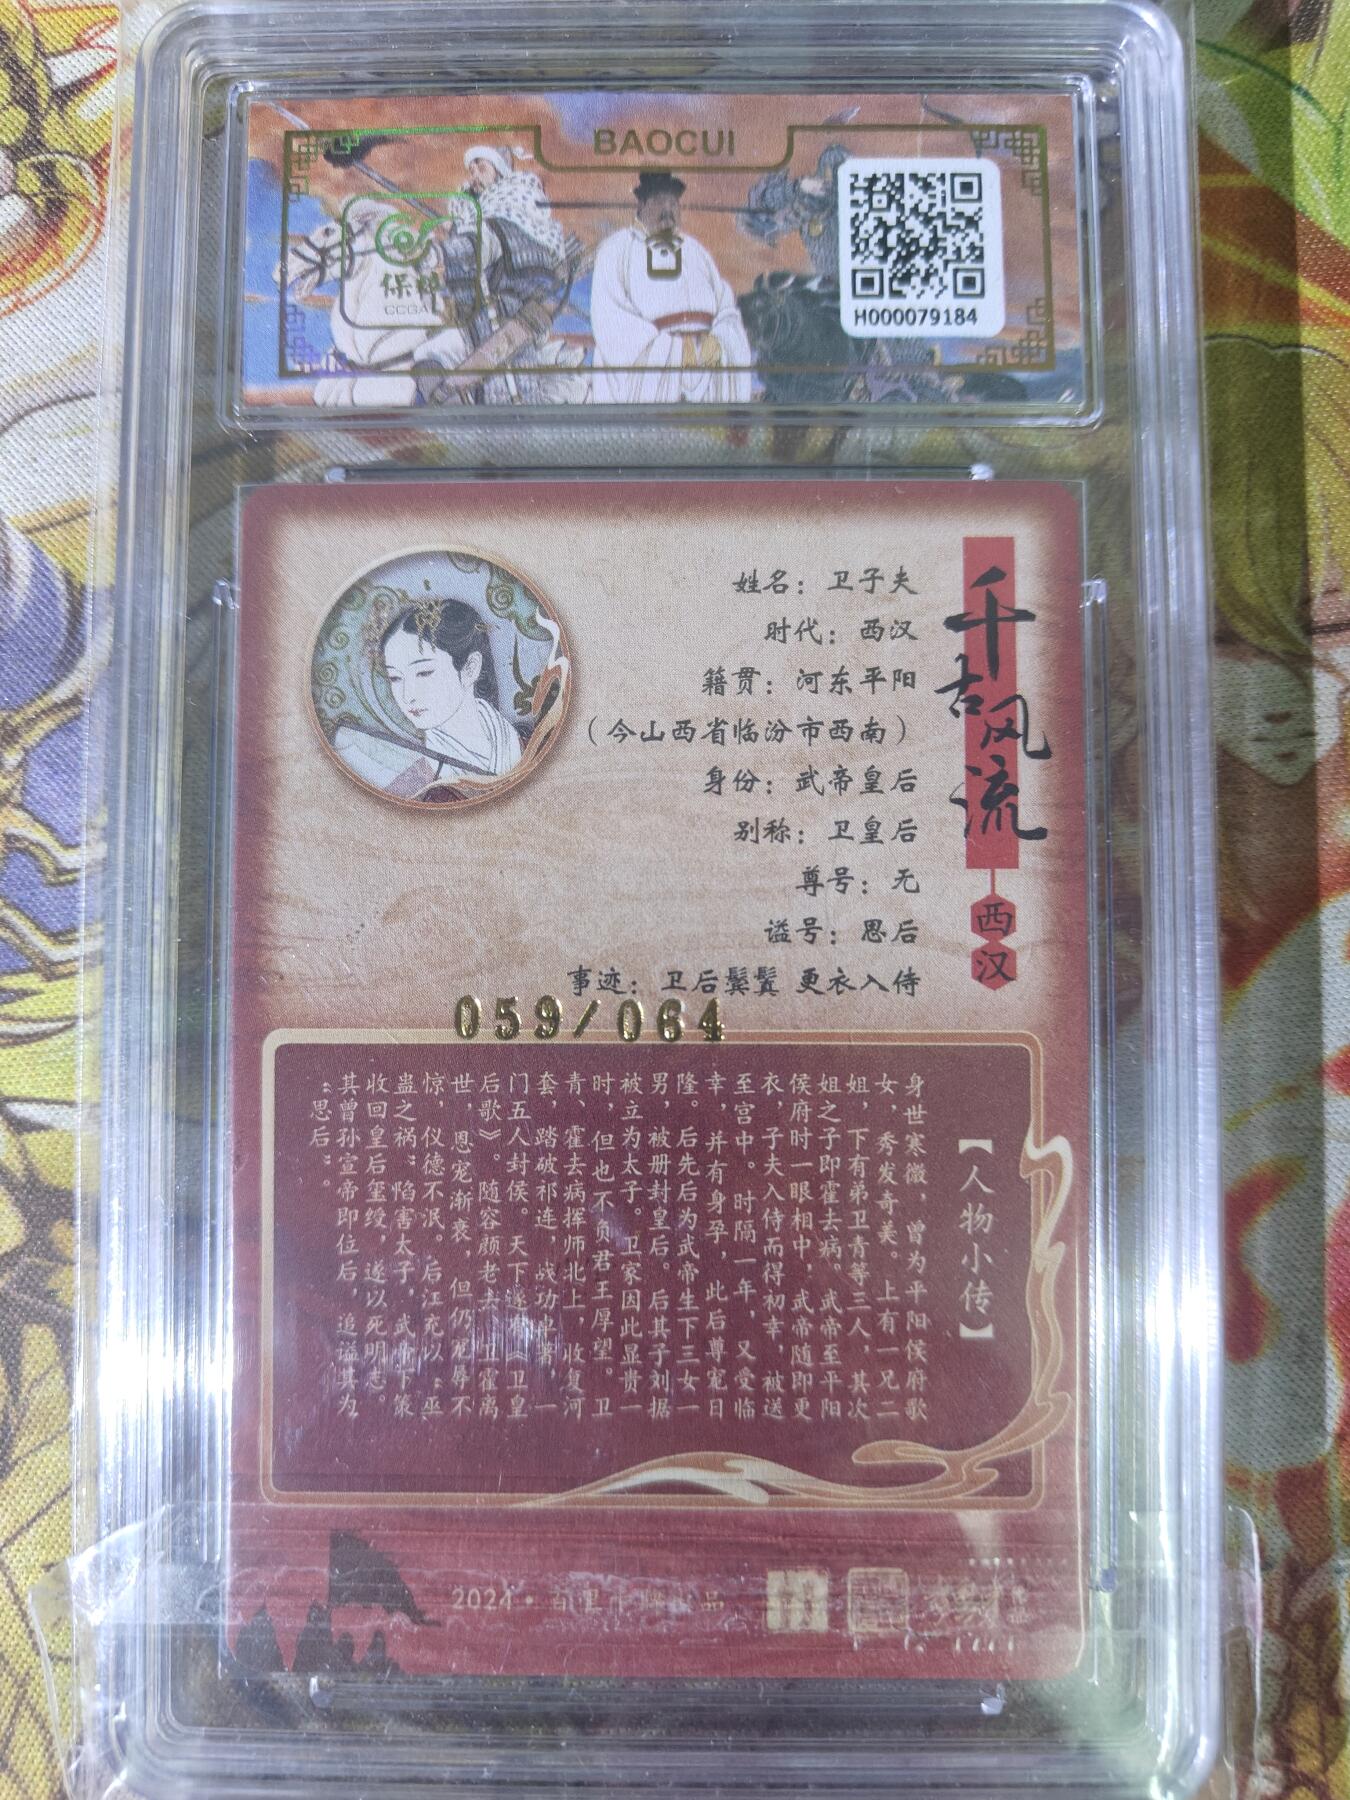 BAOCUI
保粹
CCGA
H000079184
千古风流
西汉
姓名：卫子夫
时代：西汉
籍贯：河东平阳
（今山西省临汾市西南）
身份：武帝皇后
别称：卫皇后
尊号：无
谥号：思后
事迹：卫后鬓鬒 更衣入侍
059/064
【人物小传】
身世寒微，曾为平阳侯府歌
女，秀发奇美。上有一兄二
姐，下有弟卫青等三人，其次
姐之子即霍去病。武帝至平阳
侯府时一眼相中，武帝随即更
衣，子夫入侍而得初幸，被送
至宫中。时隔一年，又受临
幸，并有身孕，此后尊宠日
隆。后先后为武帝生下三女一
男，被册封皇后。后其子刘据
被立为太子。卫家因此显贵一
时，但也不负君王厚望。卫
青、霍去病挥师北上，收复河
套，踏破祁连，战功卓著，一
门五人封侯。天下遂有《卫皇
后歌》。随容颜老去，卫霍离
世，恩宠渐衰，但仍宠辱不
惊，仪德不泯。后江充以“巫
蛊之祸”陷害太子，武帝下策
收回皇后玺绶，遂以死明志。
其曾孙宣帝即位后，追谥其为
“思后”。
2024·百里卡牌出品